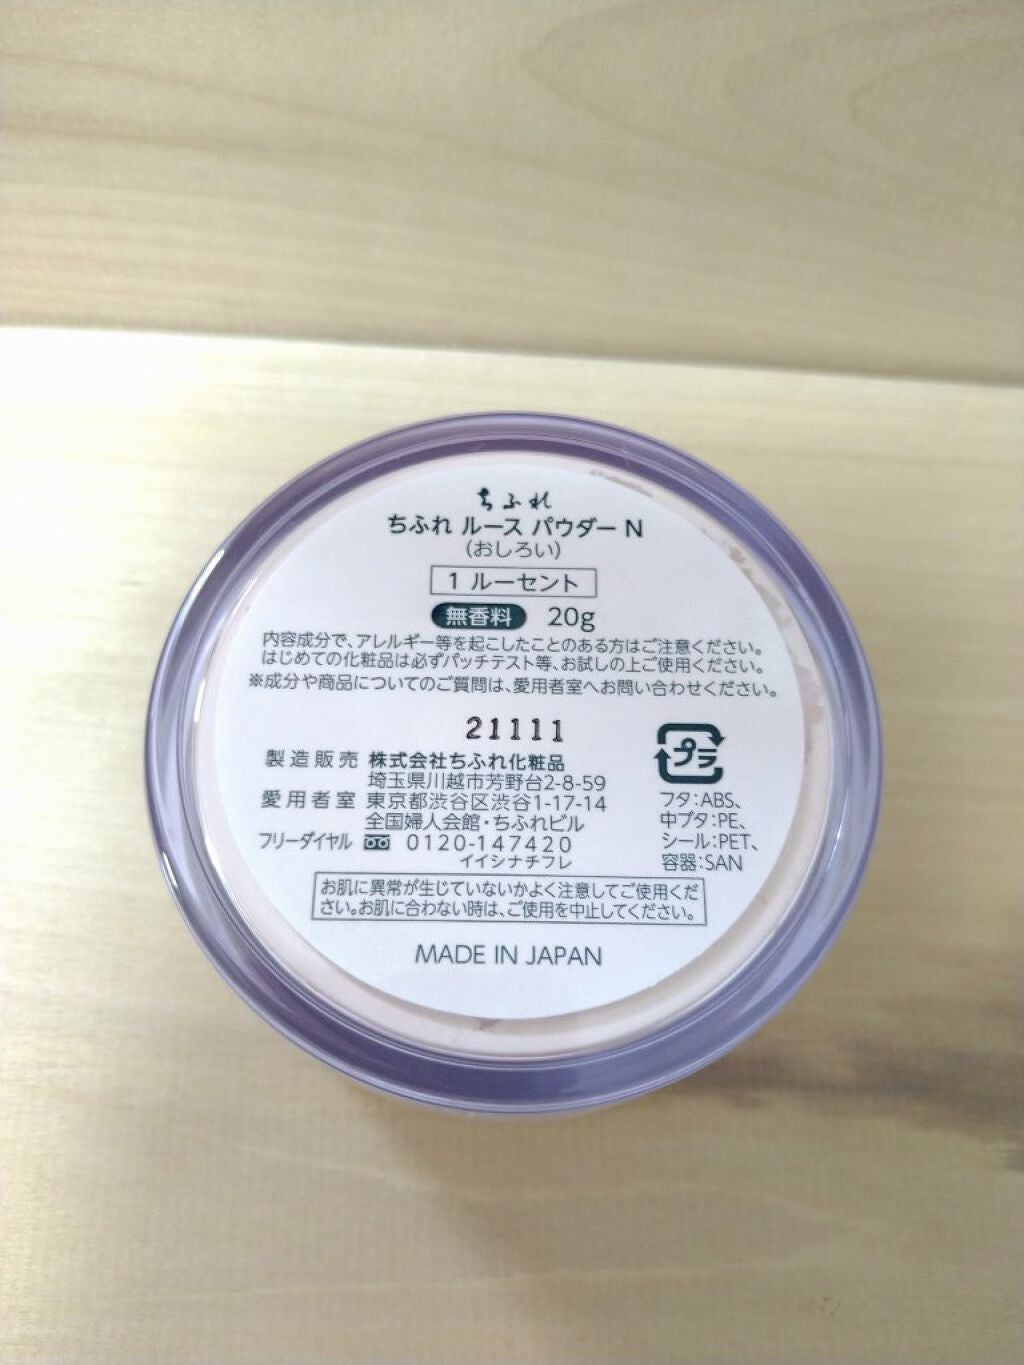 ちふれ
ちふれ ルース パウダー N
(おしろい)
1 ルーセント
無香料 20g
内容成分で、アレルギー等を起こしたことのある方はご注意ください。
はじめての化粧品は必ずパッチテスト等、お試しの上ご使用ください。
※成分や商品についてのご質問は、愛用者室へお問い合わせください。
21111
製造販売 株式会社ちふれ化粧品
埼玉県川越市芳野台2-8-59
愛用者室 東京都渋谷区渋谷1-17-14
全国婦人会館・ちふれビル
フリーダイヤル 0120-147420
イイシナチフレ
プラ
フタ:ABS、
中ブタ:PE、
シール:PET、
容器:SAN
お肌に異常が生じていないかよく注意してご使用くだ
さい。お肌に合わない時は、ご使用を中止してください。
MADE IN JAPAN